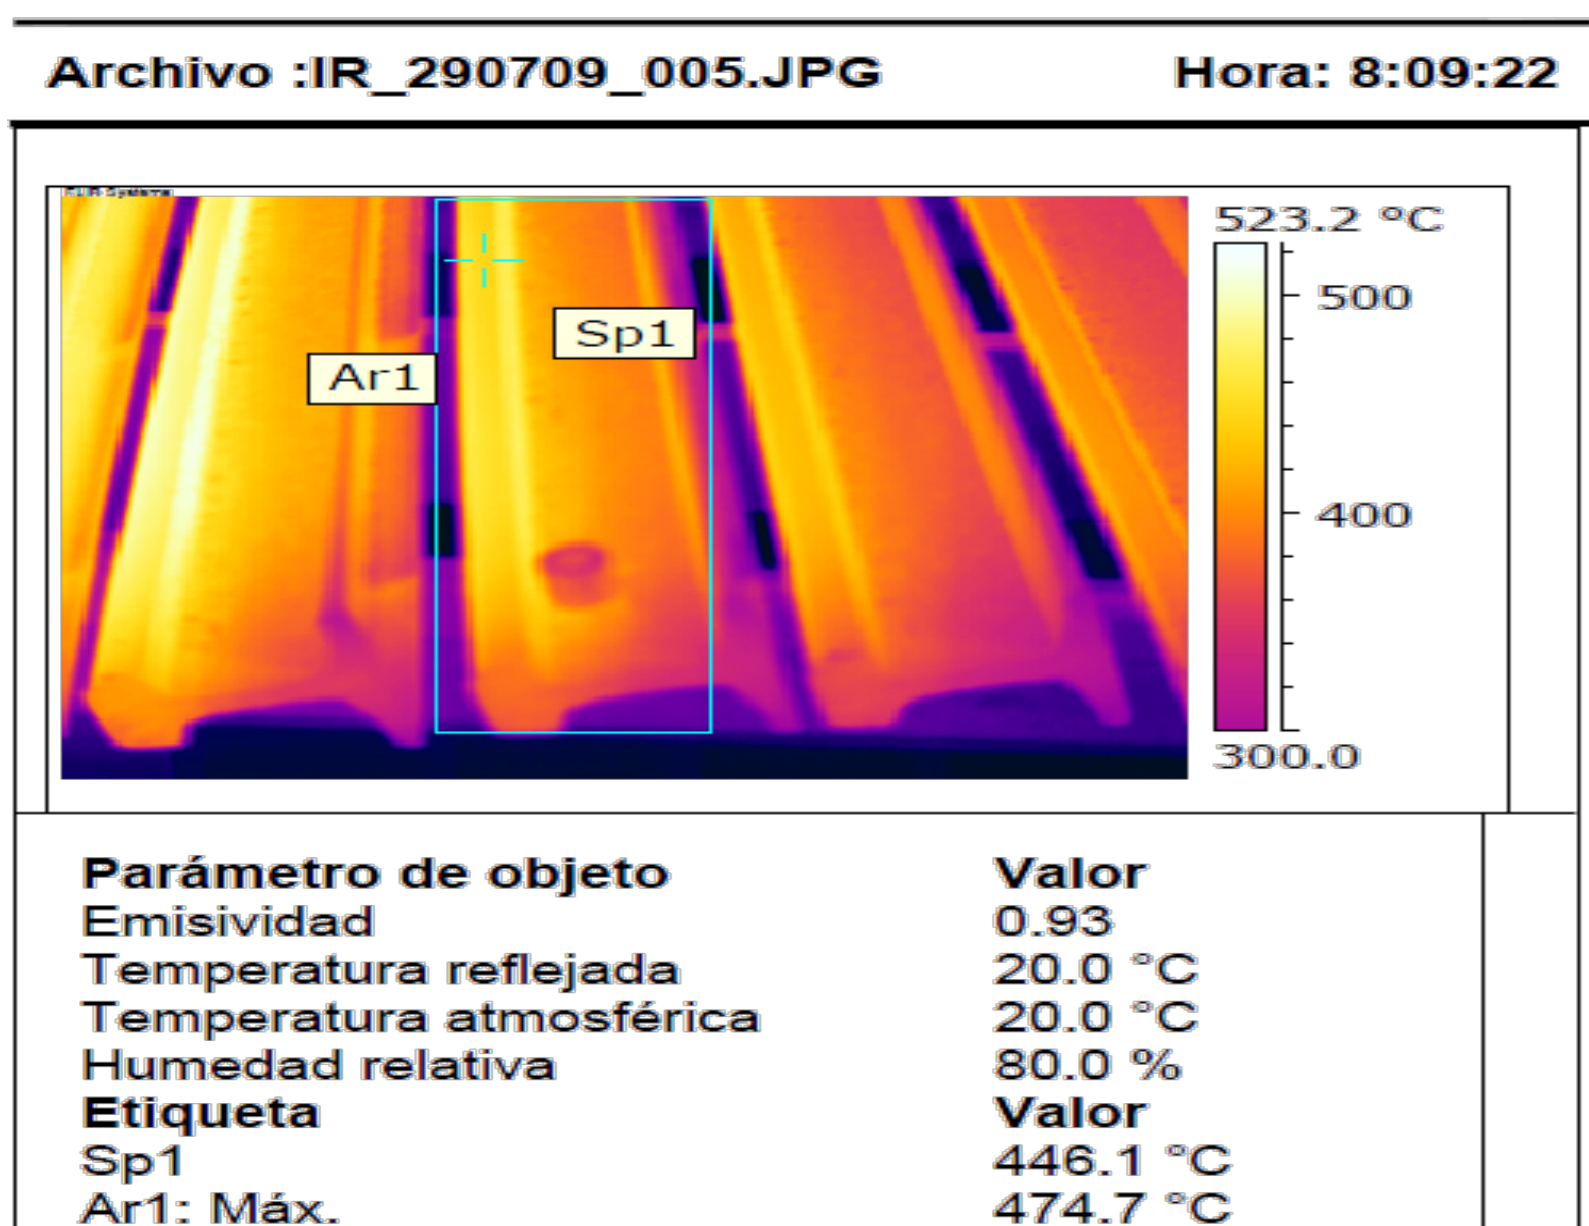 Archivo :IR_290709_005.JPG Hora: 8:09:22
FLIR Systems
523.2 °C
500
Sp1
Ar1
400
300.0
Parámetro de objeto Valor
Emisividad 0.93
Temperatura reflejada 20.0 °C
Temperatura atmosférica 20.0 °C
Humedad relativa 80.0 %
Etiqueta Valor
Sp1 446.1 °C
Ar1: Máx. 474.7 °C